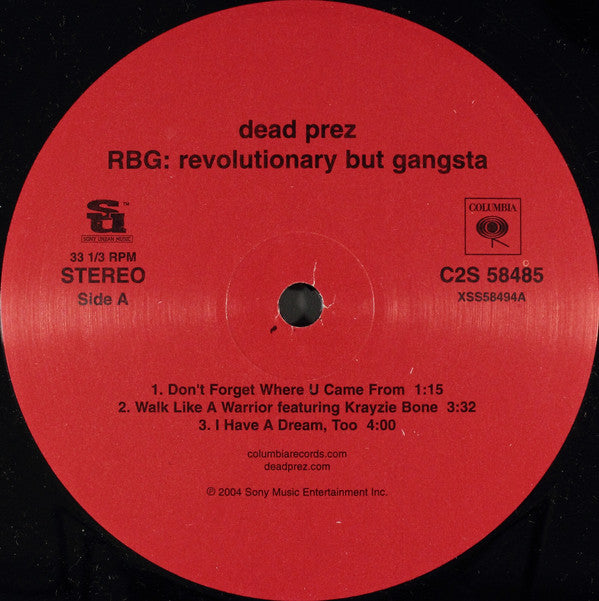 dead prez
RBG: revolutionary but gangsta
su™
SONY URBAN MUSIC
COLUMBIA
33 1/3 RPM
STEREO
Side A
C2S 58485
XSS58494A
1. Don't Forget Where U Came From 1:15
2. Walk Like A Warrior featuring Krayzie Bone 3:32
3. I Have A Dream, Too 4:00
columbiarecords.com
deadprez.com
℗ 2004 Sony Music Entertainment Inc.